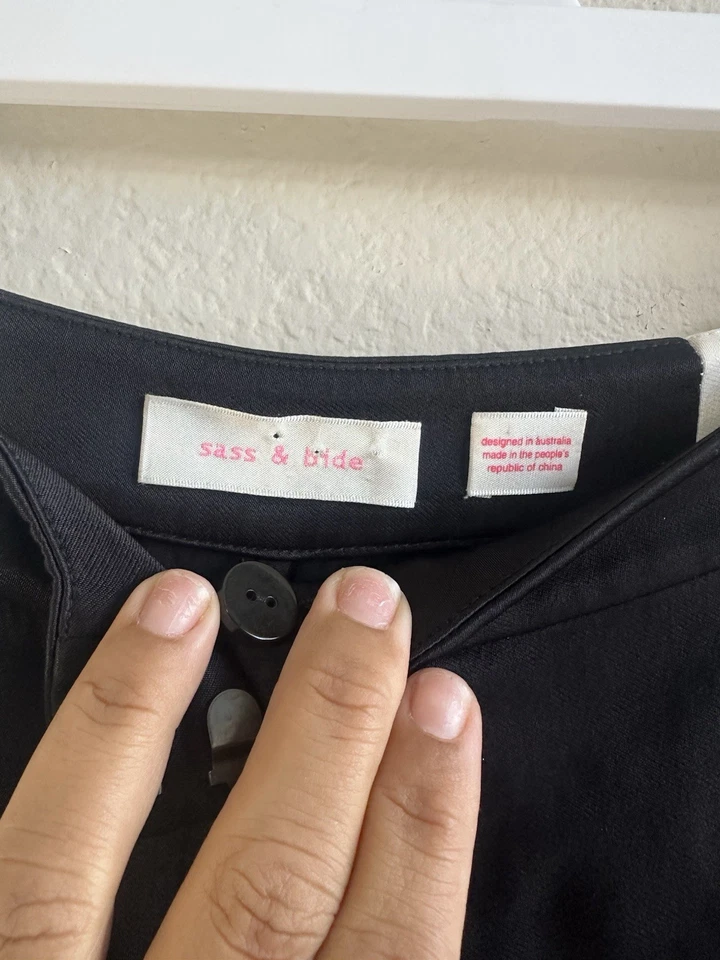 sass & bide
designed in australia
made in the people's
republic of china